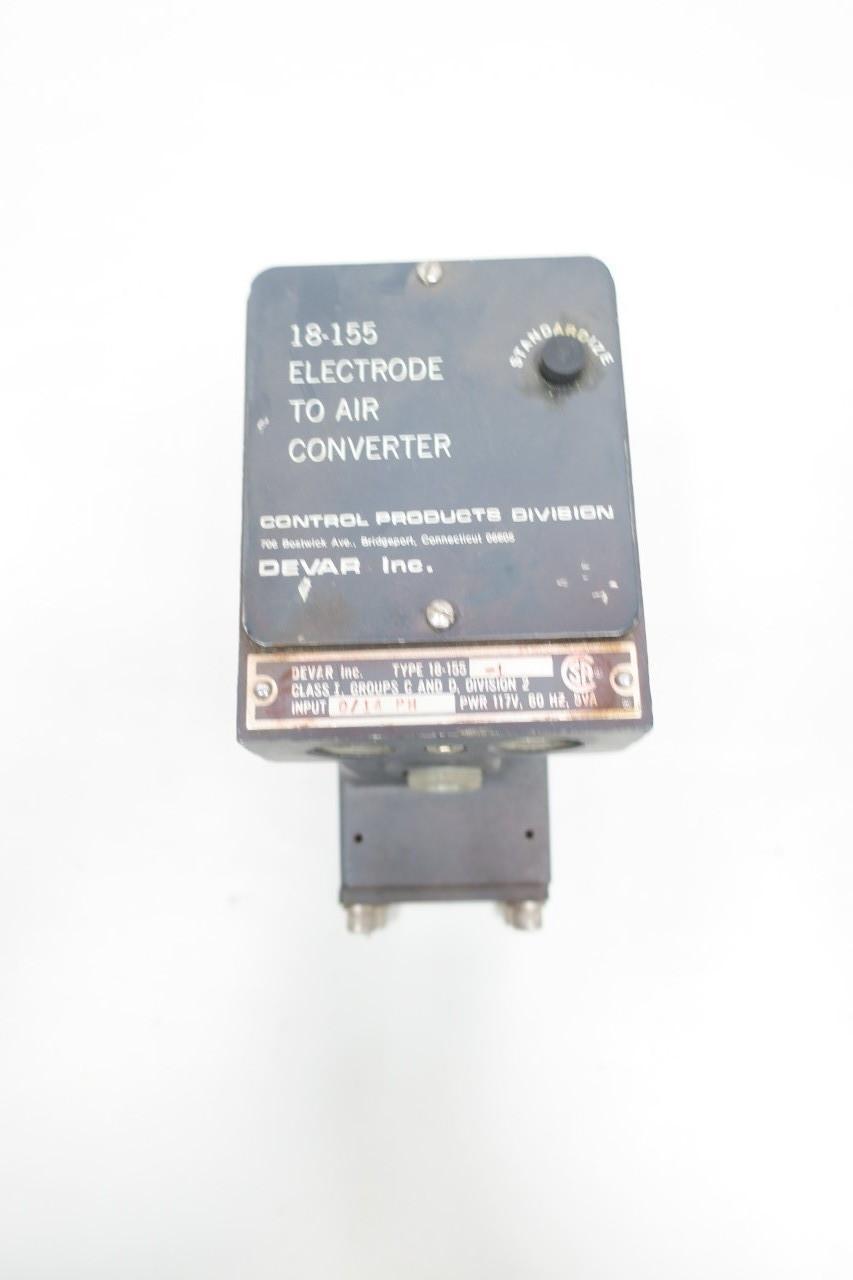 18-155
ELECTRODE
TO AIR
CONVERTER
STANDARDIZE
CONTROL PRODUCTS DIVISION
706 Bostwick Ave., Bridgeport, Connecticut 06605
DEVAR Inc.
DEVAR Inc. TYPE 18-155 -1
CLASS I, GROUPS C AND D, DIVISION 2
INPUT 0/14 PH PWR 117V, 60 HZ, 5VA